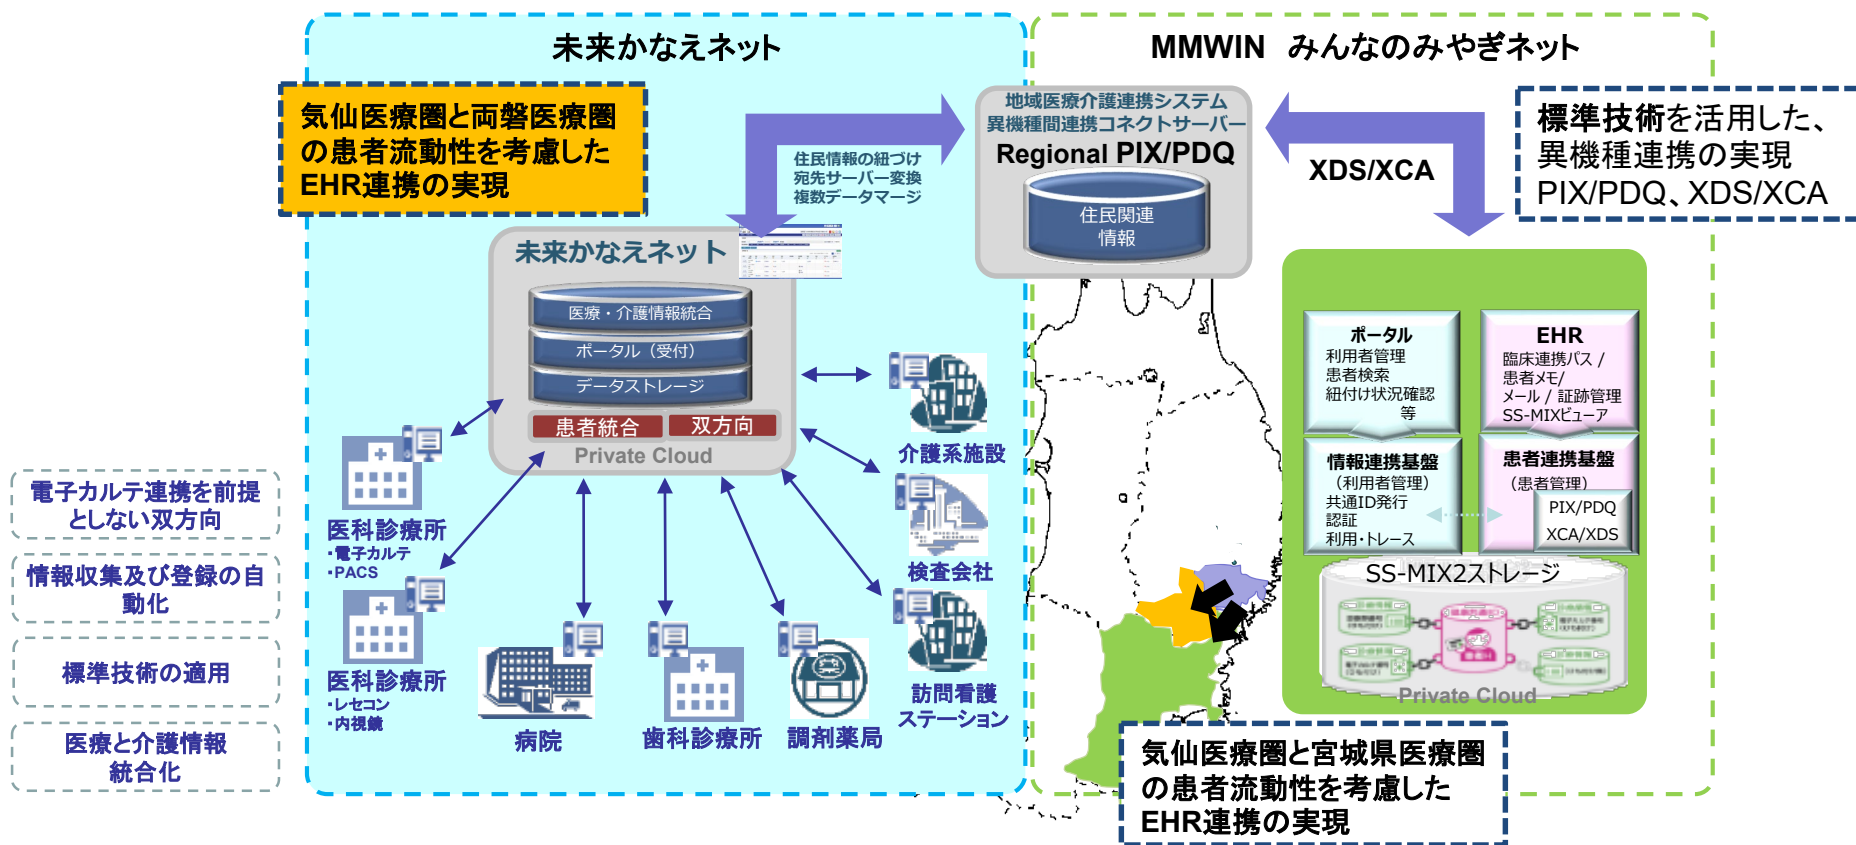 未来かなえネット
MMWIN みんなのみやぎネット
気仙医療圏と両磐医療圏
の患者流動性を考慮した
EHR連携の実現
地域医療介護連携システム
異機種間連携コネクトサーバー
Regional PIX/PDQ
住民関連
情報
住民情報の紐づけ
宛先サーバー変換
複数データマージ
XDS/XCA
標準技術を活用した、
異機種連携の実現
PIX/PDQ、XDS/XCA
未来かなえネット
医療・介護情報統合
ポータル（受付）
データストレージ
患者統合
双方向
Private Cloud
介護系施設
検査会社
訪問看護
ステーション
医科診療所
・電子カルテ
・PACS
医科診療所
・レセコン
・内視鏡
病院
歯科診療所
調剤薬局
電子カルテ連携を前提
としない双方向
情報収集及び登録の自
動化
標準技術の適用
医療と介護情報
統合化
ポータル
利用者管理
患者検索
紐付け状況確認
等
EHR
臨床連携パス /
患者メモ/
メール / 証跡管理
SS-MIXビューア
情報連携基盤
（利用者管理）
共通ID発行
認証
利用・トレース
患者連携基盤
（患者管理）
PIX/PDQ
XCA/XDS
SS-MIX2ストレージ
Private Cloud
気仙医療圏と宮城県医療圏
の患者流動性を考慮した
EHR連携の実現